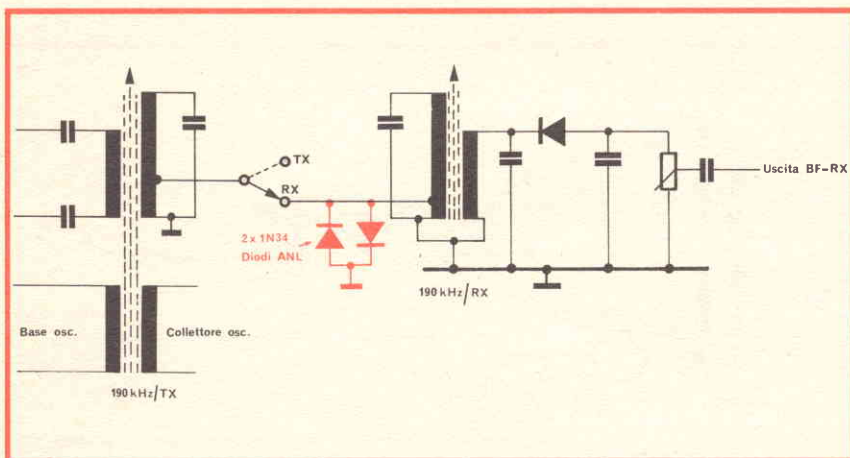 TX
RX
Uscita BF-RX
2 x 1N34
Diodi ANL
190 kHz/RX
Base osc.
Collettore osc.
190 kHz/TX